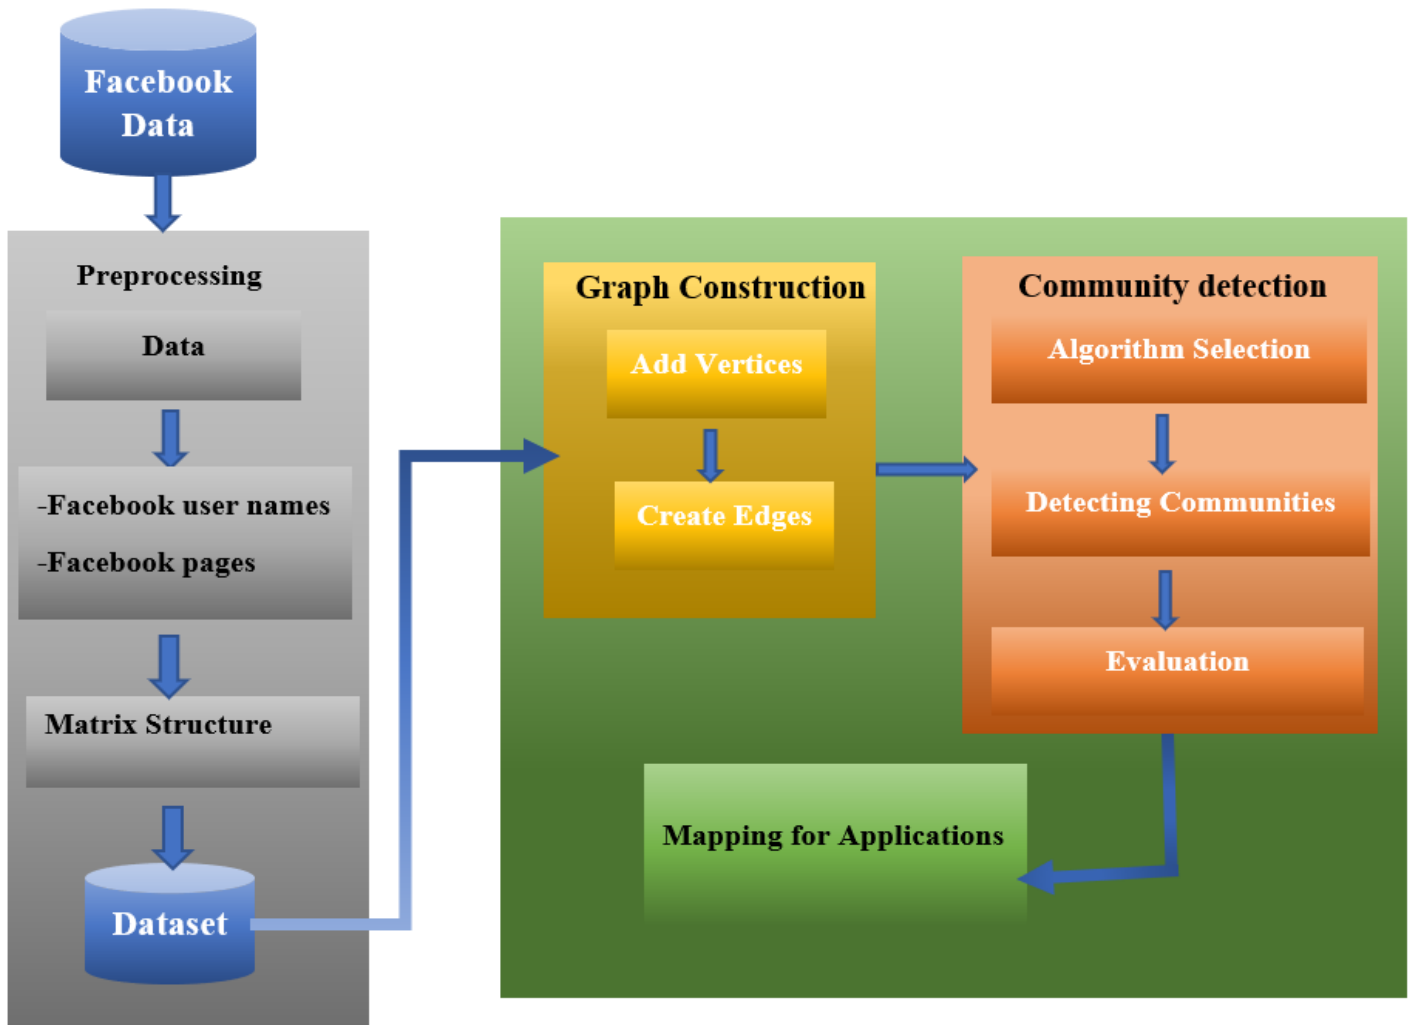 Facebook
Data
Preprocessing
Data
-Facebook user names
-Facebook pages
Matrix Structure
Dataset
Graph Construction
Add Vertices
Create Edges
Community detection
Algorithm Selection
Detecting Communities
Evaluation
Mapping for Applications